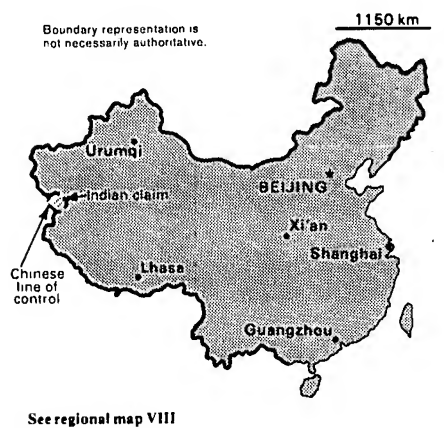 Boundary representation is
not necessarily authoritative.
1150 km
Urumqi
BEIJING
Indian claim
Xi'an
Shanghai
Chinese
line of
control
Lhasa
Guangzhou
See regional map VIII